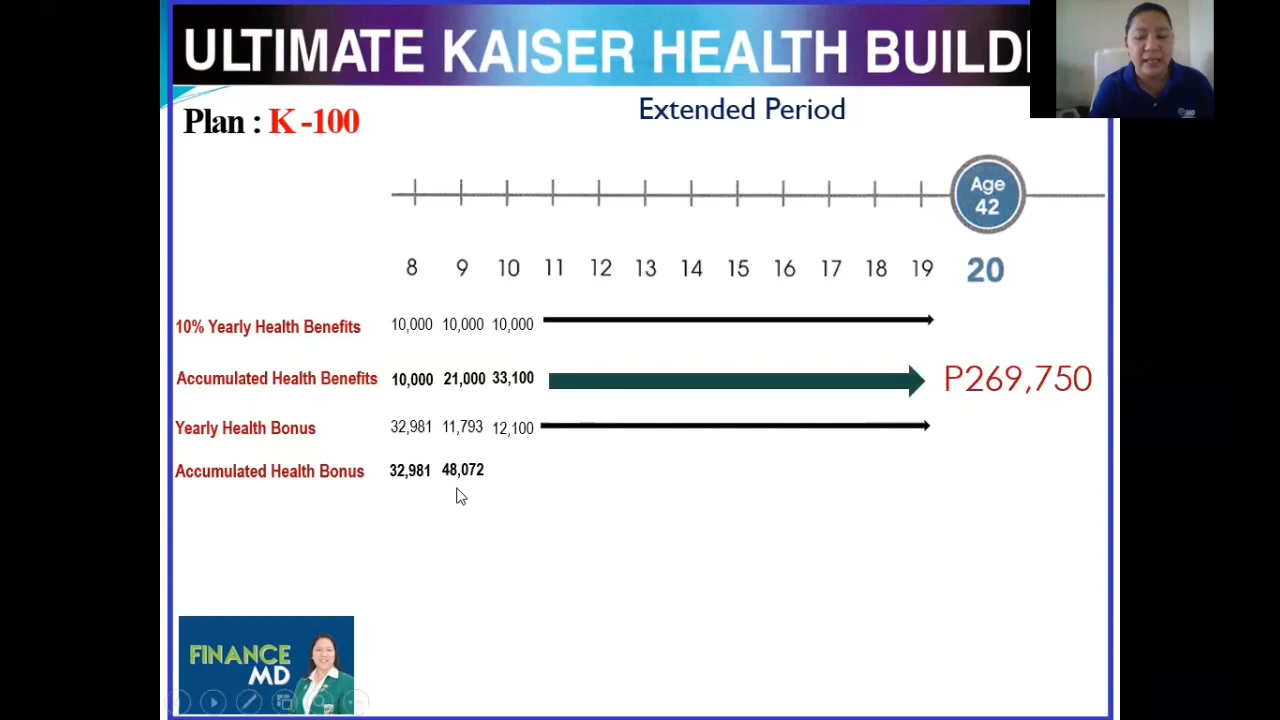 ULTIMATE KAISER HEALTH BUILD
Plan : K -100
Extended Period
Age
42
8 9 10 11 12 13 14 15 16 17 18 19 20
10% Yearly Health Benefits 10,000 10,000 10,000
Accumulated Health Benefits 10,000 21,000 33,100 P269,750
Yearly Health Bonus 32,981 11,793 12,100
Accumulated Health Bonus 32,981 48,072
FINANCE
MD